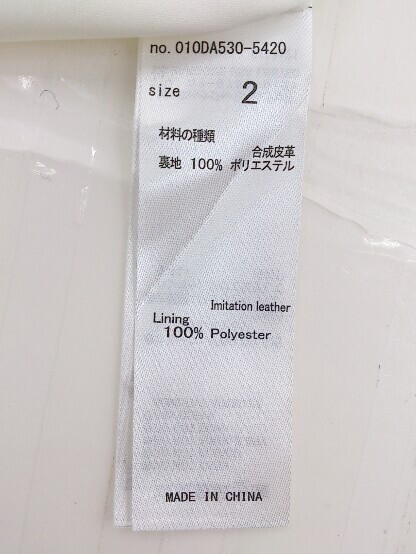 no. 010DA530-5420
size 2
材料の種類
合成皮革
裏地 100% ポリエステル
Imitation leather
Lining
100% Polyester
MADE IN CHINA